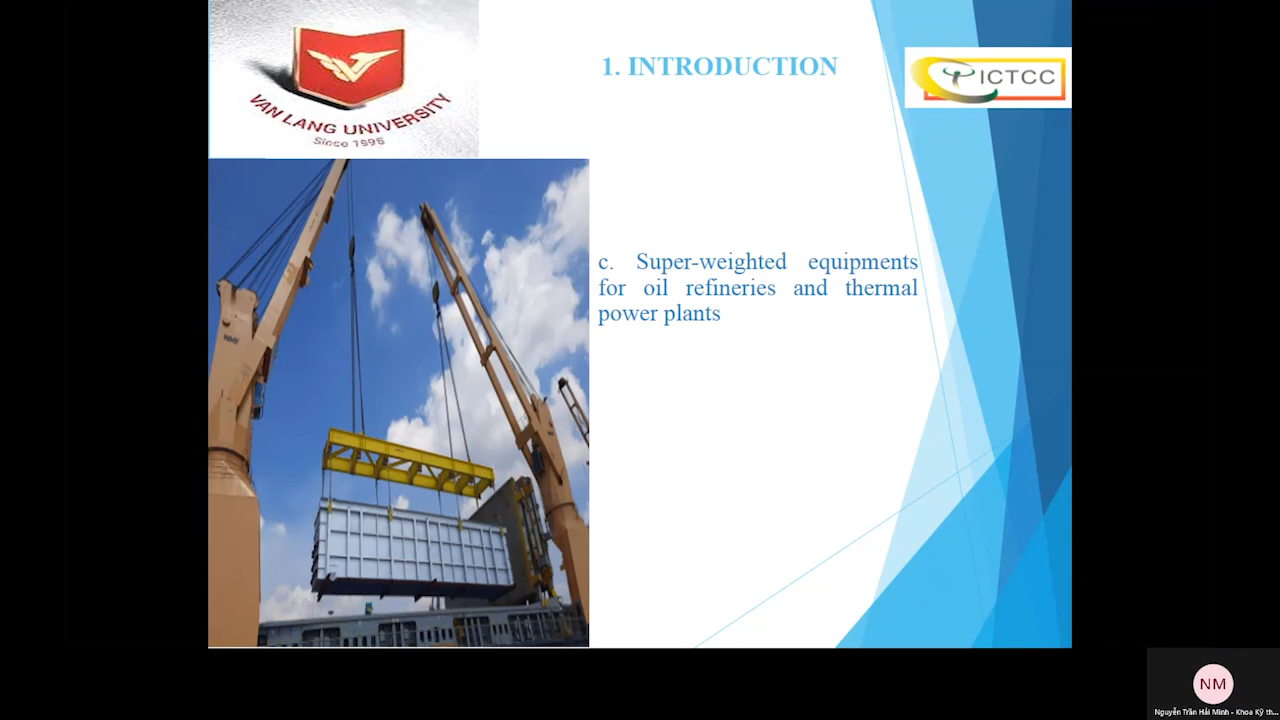 VAN LANG UNIVERSITY
Since 1995
1. INTRODUCTION
ICTCC
c. Super-weighted equipments
for oil refineries and thermal
power plants
NM
Nguyễn Trần Hải Minh - Khoa Kỹ th...